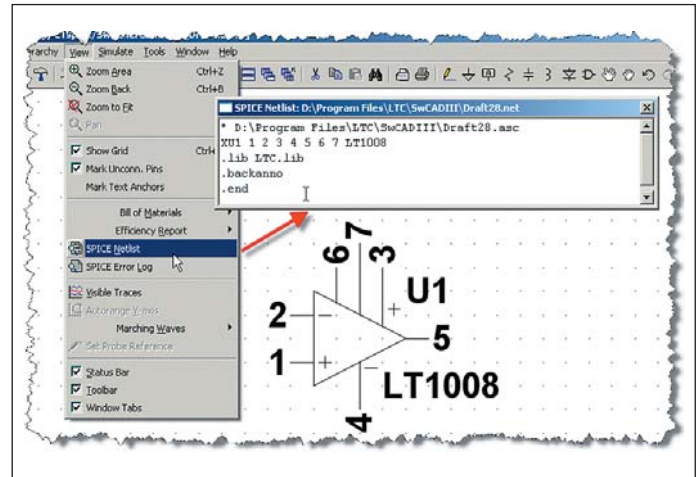 erarchy View Simulate Tools Window Help
Zoom Area Ctrl+Z
Zoom Back Ctrl+B
Zoom to Fit
Pan
Show Grid
Mark Unconn. Pins
Mark Text Anchors
Bill of Materials
Efficiency Report
SPICE Netlist
SPICE Error Log
Visible Traces
Autorange Y-axis
Marching Waves
Set Probe Reference
Status Bar
Toolbar
Window Tabs
SPICE Netlist: D:\Program Files\LTC\SwCADIII\Draft28.net
* D:\Program Files\LTC\SwCADIII\Draft28.asc
XU1 1 2 3 4 5 6 7 LT1008
.lib LTC.lib
.backanno
.end
6 7 3
U1
2
5
1
LT1008
4